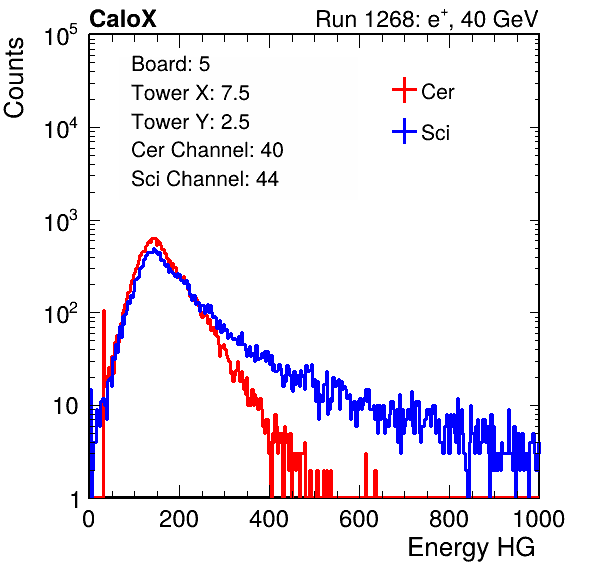 CaloX Run 1268: e⁺, 40 GeV
Counts
Board: 5
Tower X: 7.5
Tower Y: 2.5
Cer Channel: 40
Sci Channel: 44
Cer
Sci
10⁵
10⁴
10³
10²
10
1
0 200 400 600 800 1000
Energy HG